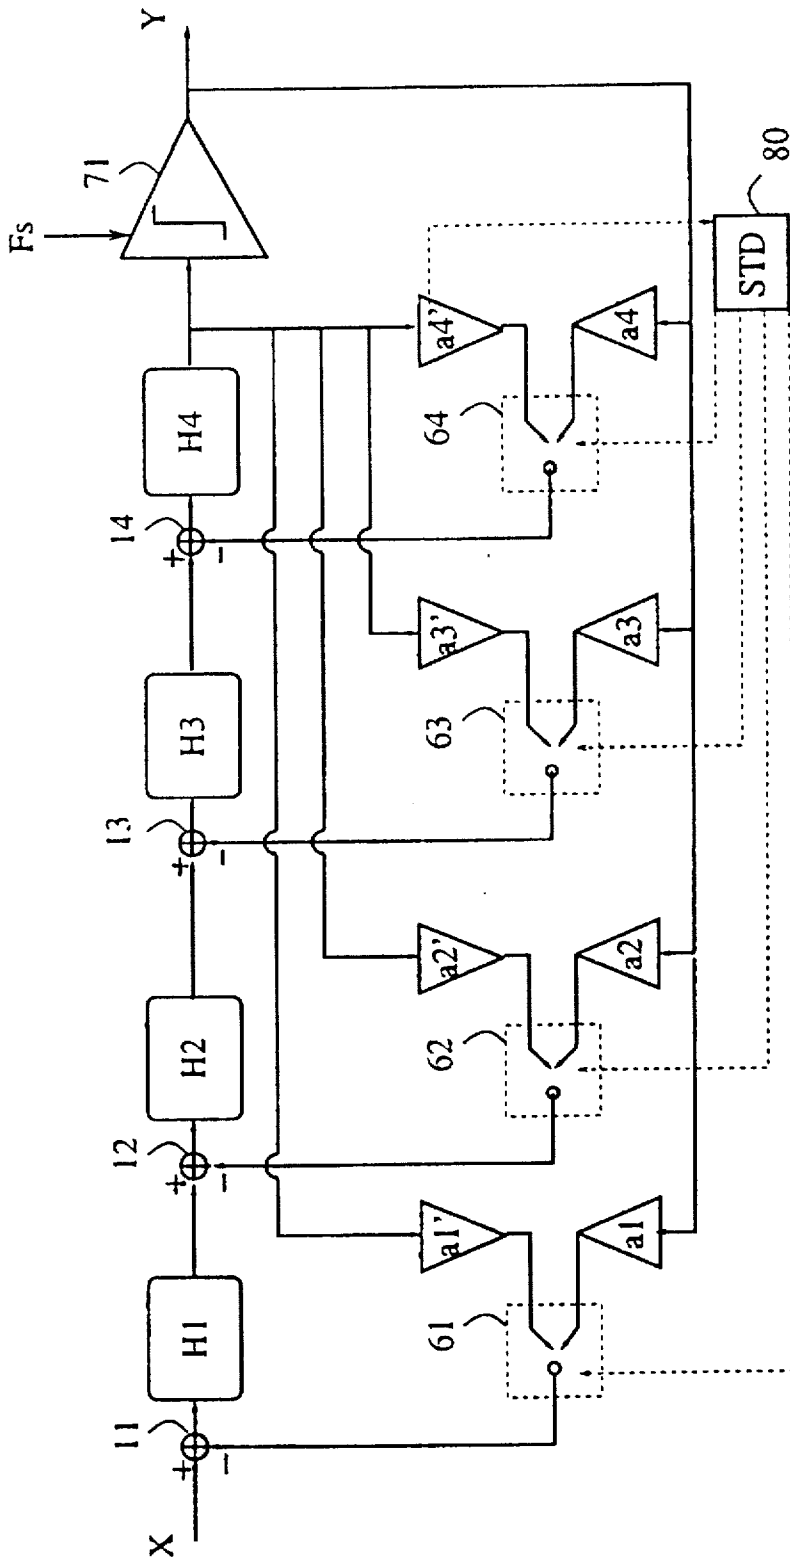 Fs
71
Y
14
13
12
11
H1
H2
H3
H4
X
+
−
+
−
+
−
+
−
61
62
63
64
a1'
a2'
a3'
a4'
a1
a2
a3
a4
STD
80